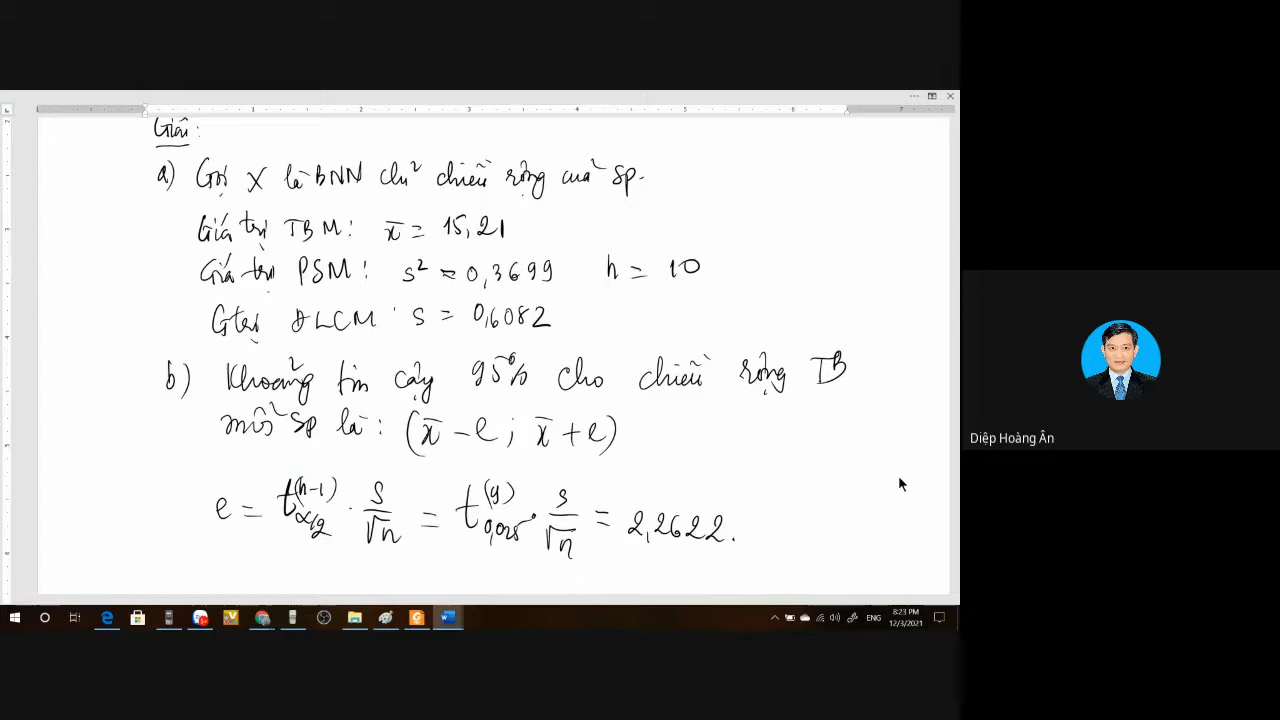 Giải:
a) Gọi X là BNN chỉ chiều rộng của sp.
Giá trị TBM: x̄ = 15,21
Giá trị PSM: s² ≈ 0,3699 n = 10
Gtrị ĐLCM: s = 0,6082
b) Khoảng tin cậy 95% cho chiều rộng TB
mỗi sp là: (x̄ – e; x̄ + e)
e = t^(n-1)_α/2 · s/√n = t^(9)_0,025 · s/√n = 2,2622.
Diệp Hoàng Ân
ENG
8:23 PM
12/3/2021